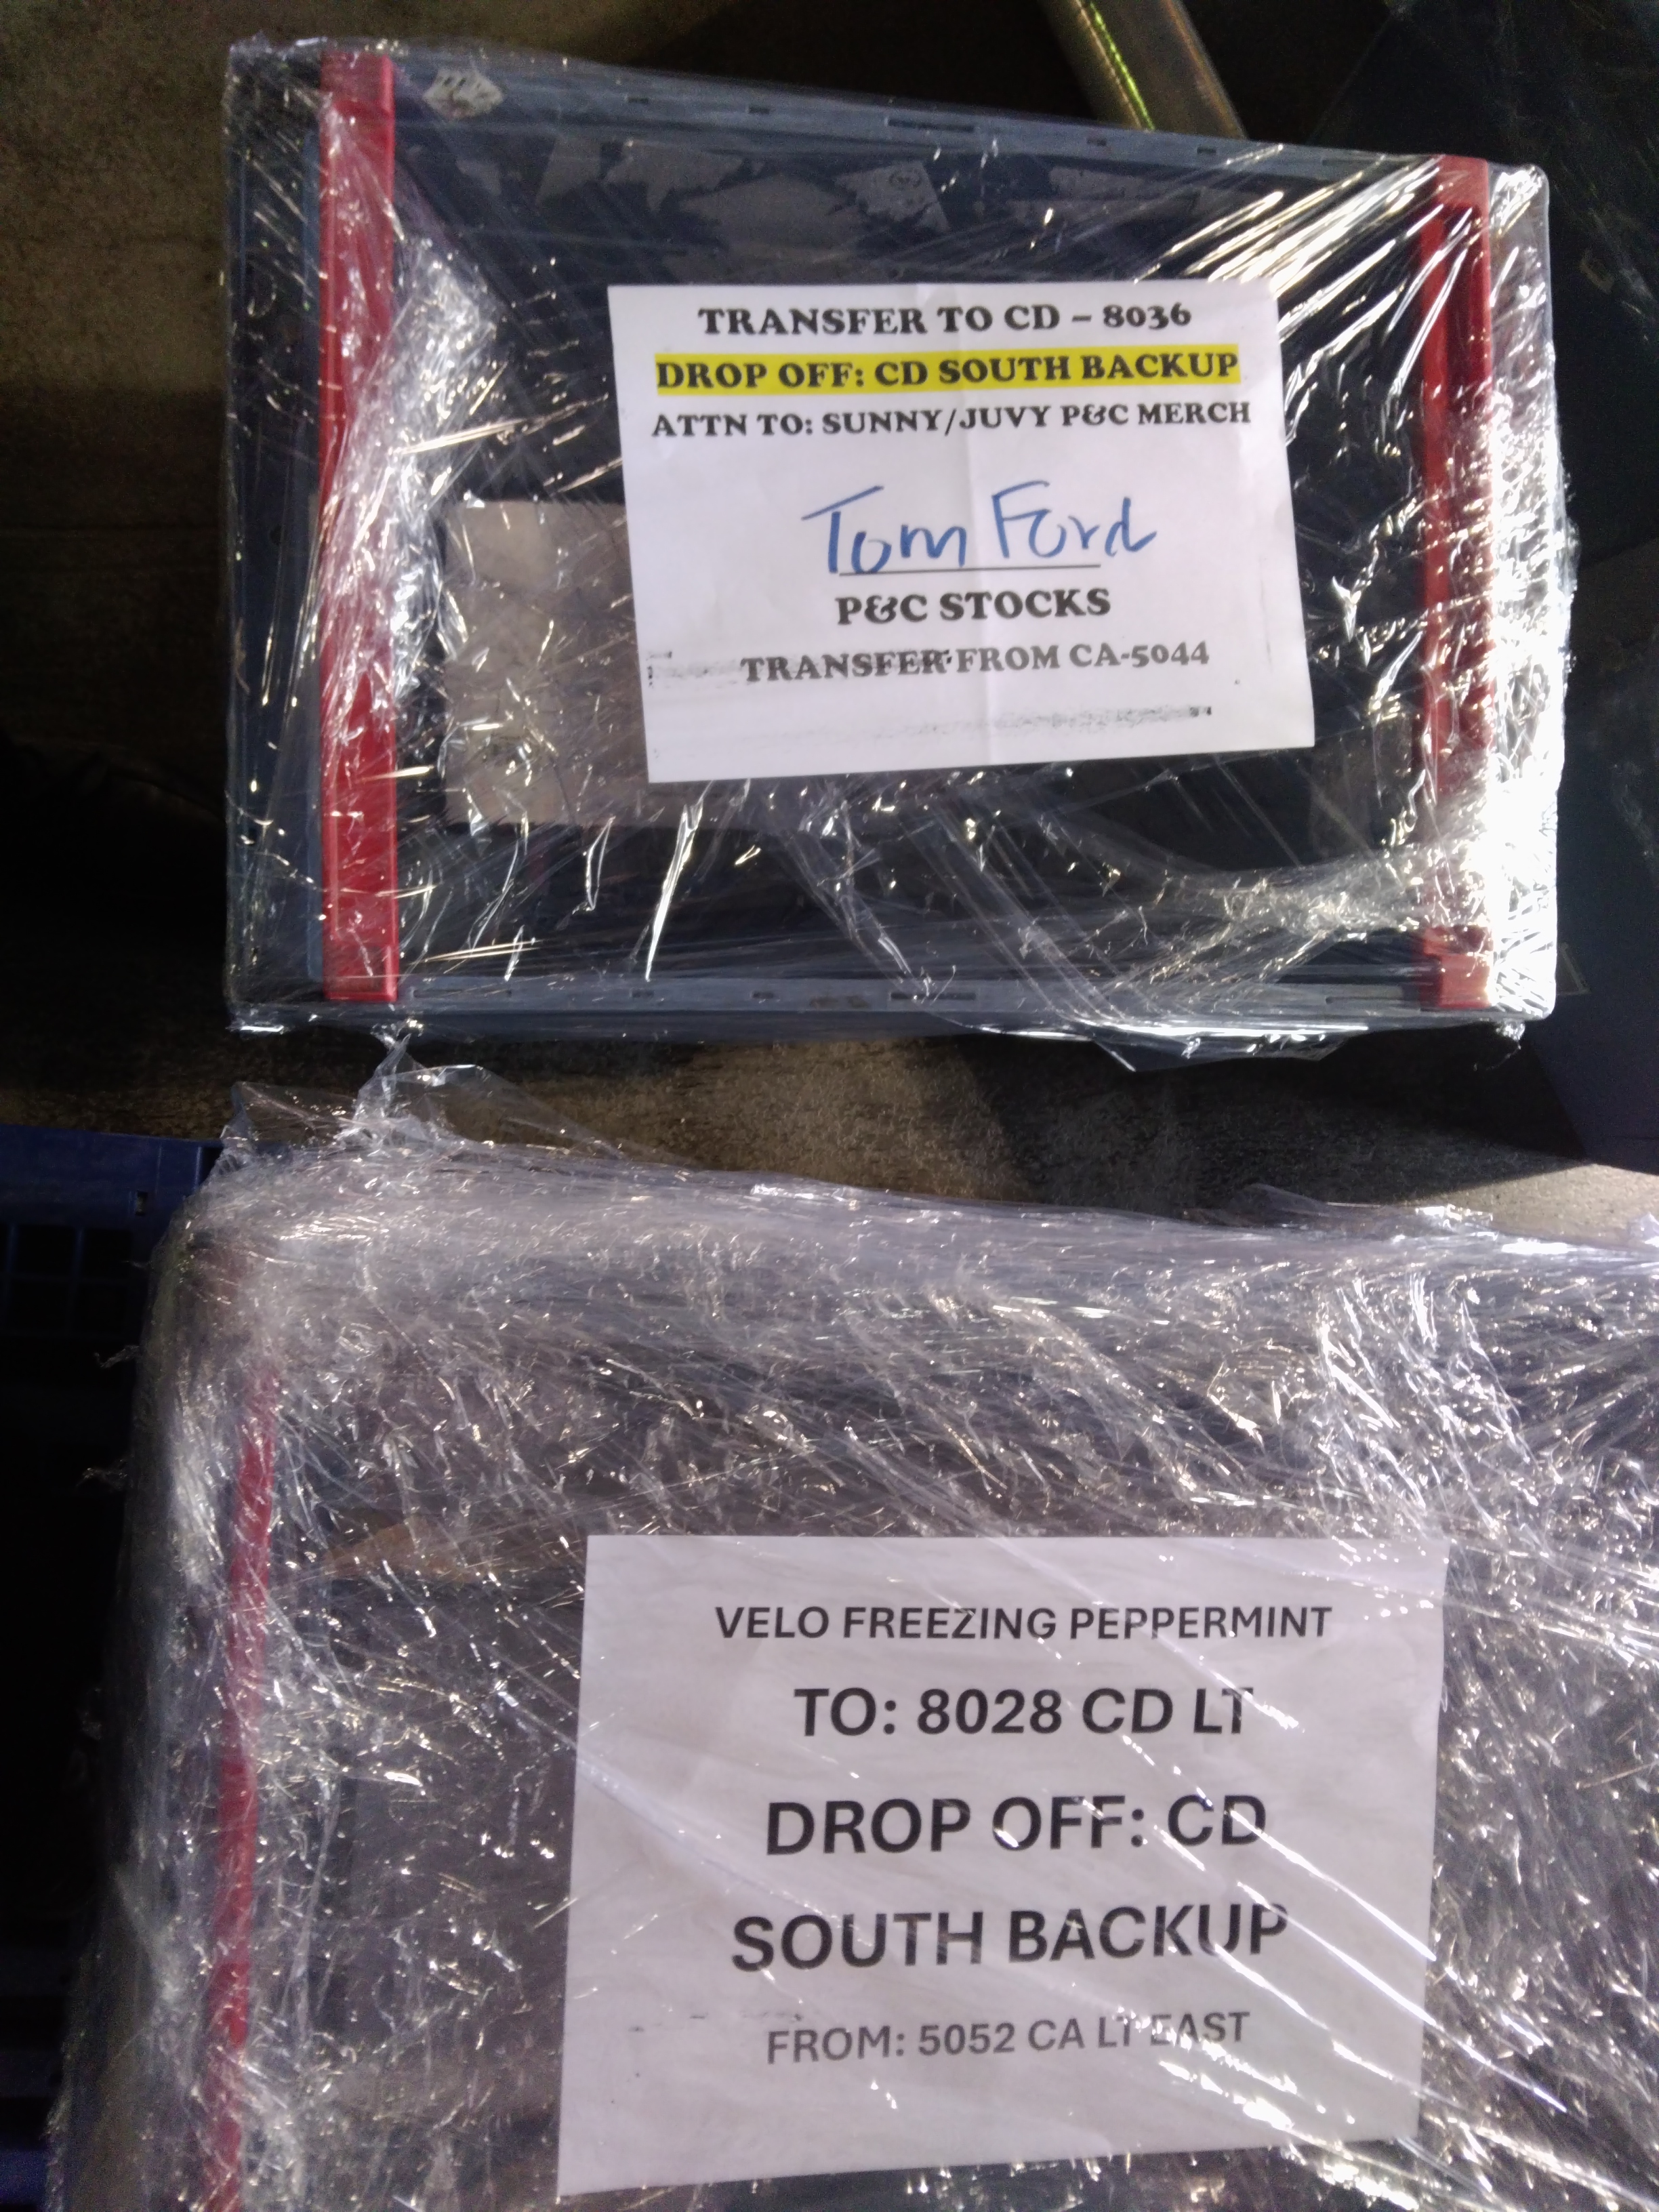 TRANSFER TO CD – 8036
DROP OFF: CD SOUTH BACKUP
ATTN TO: SUNNY/JUVY P&C MERCH
Tom Ford
P&C STOCKS
TRANSFER FROM CA-5044
VELO FREEZING PEPPERMINT
TO: 8028 CD LT
DROP OFF: CD
SOUTH BACKUP
FROM: 5052 CA LT EAST